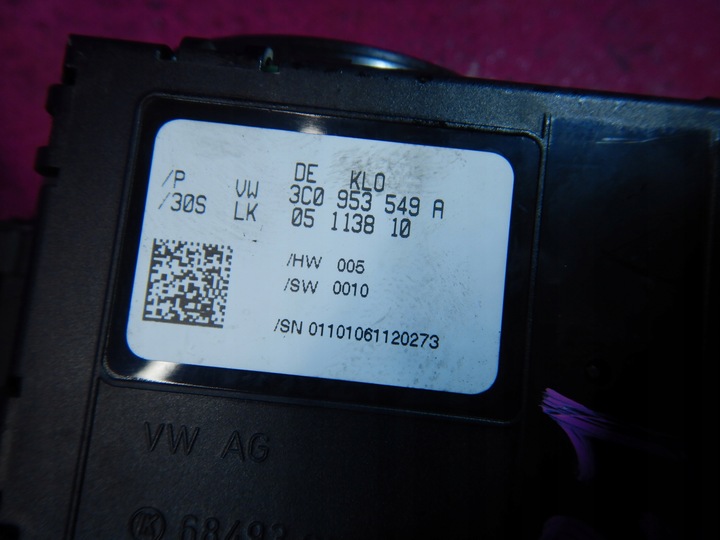 DE KLO
/P VW 3C0 953 549 A
/30S LK 05 1138 10
/HW 005
/SW 0010
/SN 01101061120273
VW AG
K 68493